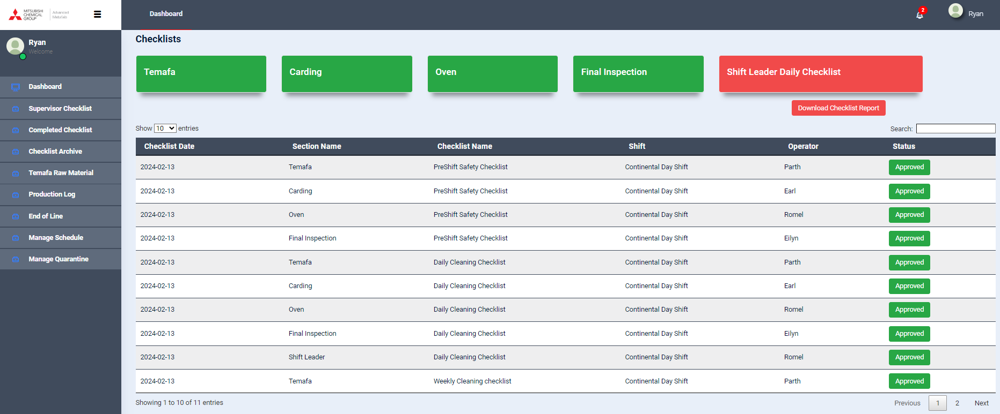 MITSUBISHI
CHEMICAL
GROUP
Advanced
Materials
Dashboard
2
Ryan
Ryan
Welcome
Dashboard
Supervisor Checklist
Completed Checklist
Checklist Archive
Temafa Raw Material
Production Log
End of Line
Manage Schedule
Manage Quarantine
Checklists
Temafa Carding Oven Final Inspection Shift Leader Daily Checklist
Download Checklist Report
Show 10 entries Search:
Checklist Date Section Name Checklist Name Shift Operator Status
2024-02-13 Temafa PreShift Safety Checklist Continental Day Shift Parth Approved
2024-02-13 Carding PreShift Safety Checklist Continental Day Shift Earl Approved
2024-02-13 Oven PreShift Safety Checklist Continental Day Shift Romel Approved
2024-02-13 Final Inspection PreShift Safety Checklist Continental Day Shift Eilyn Approved
2024-02-13 Temafa Daily Cleaning Checklist Continental Day Shift Parth Approved
2024-02-13 Carding Daily Cleaning Checklist Continental Day Shift Earl Approved
2024-02-13 Oven Daily Cleaning Checklist Continental Day Shift Romel Approved
2024-02-13 Final Inspection Daily Cleaning Checklist Continental Day Shift Eilyn Approved
2024-02-13 Shift Leader Daily Cleaning Checklist Continental Day Shift Romel Approved
2024-02-13 Temafa Weekly Cleaning checklist Continental Day Shift Parth Approved
Showing 1 to 10 of 11 entries Previous 1 2 Next